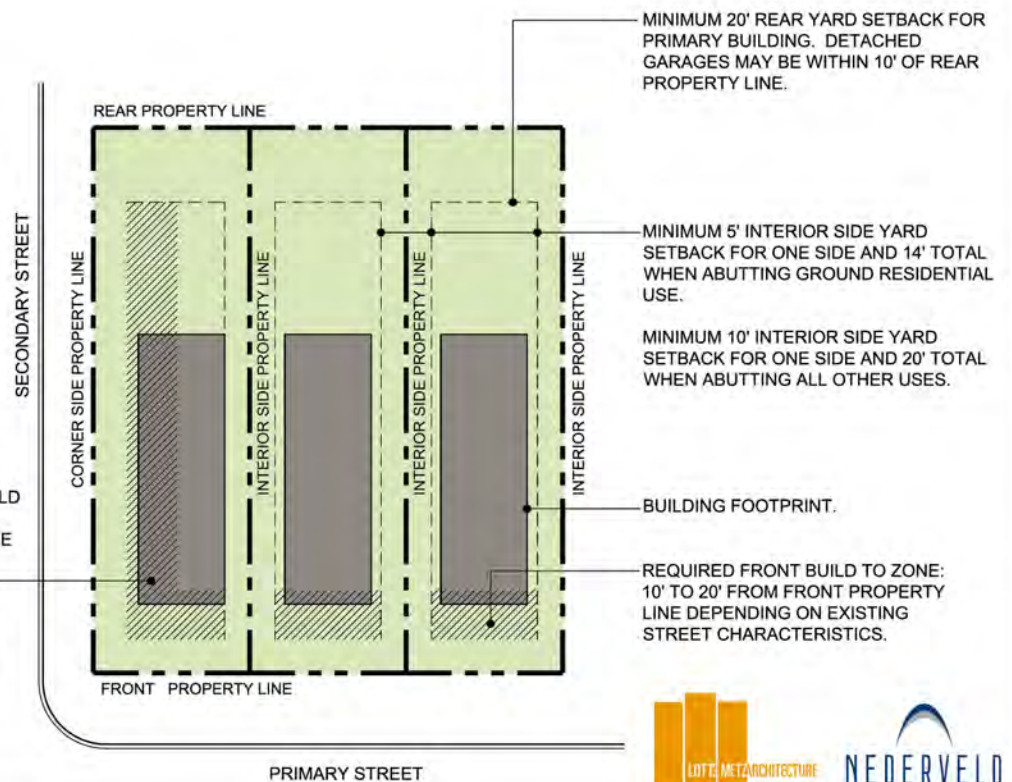 MINIMUM 20' REAR YARD SETBACK FOR
PRIMARY BUILDING. DETACHED
GARAGES MAY BE WITHIN 10' OF REAR
PROPERTY LINE.
REAR PROPERTY LINE
SECONDARY STREET
CORNER SIDE PROPERTY LINE
INTERIOR SIDE PROPERTY LINE
INTERIOR SIDE PROPERTY LINE
INTERIOR SIDE PROPERTY LINE
MINIMUM 5' INTERIOR SIDE YARD
SETBACK FOR ONE SIDE AND 14' TOTAL
WHEN ABUTTING GROUND RESIDENTIAL
USE.
MINIMUM 10' INTERIOR SIDE YARD
SETBACK FOR ONE SIDE AND 20' TOTAL
WHEN ABUTTING ALL OTHER USES.
LD
E
BUILDING FOOTPRINT.
REQUIRED FRONT BUILD TO ZONE:
10' TO 20' FROM FRONT PROPERTY
LINE DEPENDING ON EXISTING
STREET CHARACTERISTICS.
FRONT PROPERTY LINE
PRIMARY STREET
ARCHITECTURE
NEDERVELD